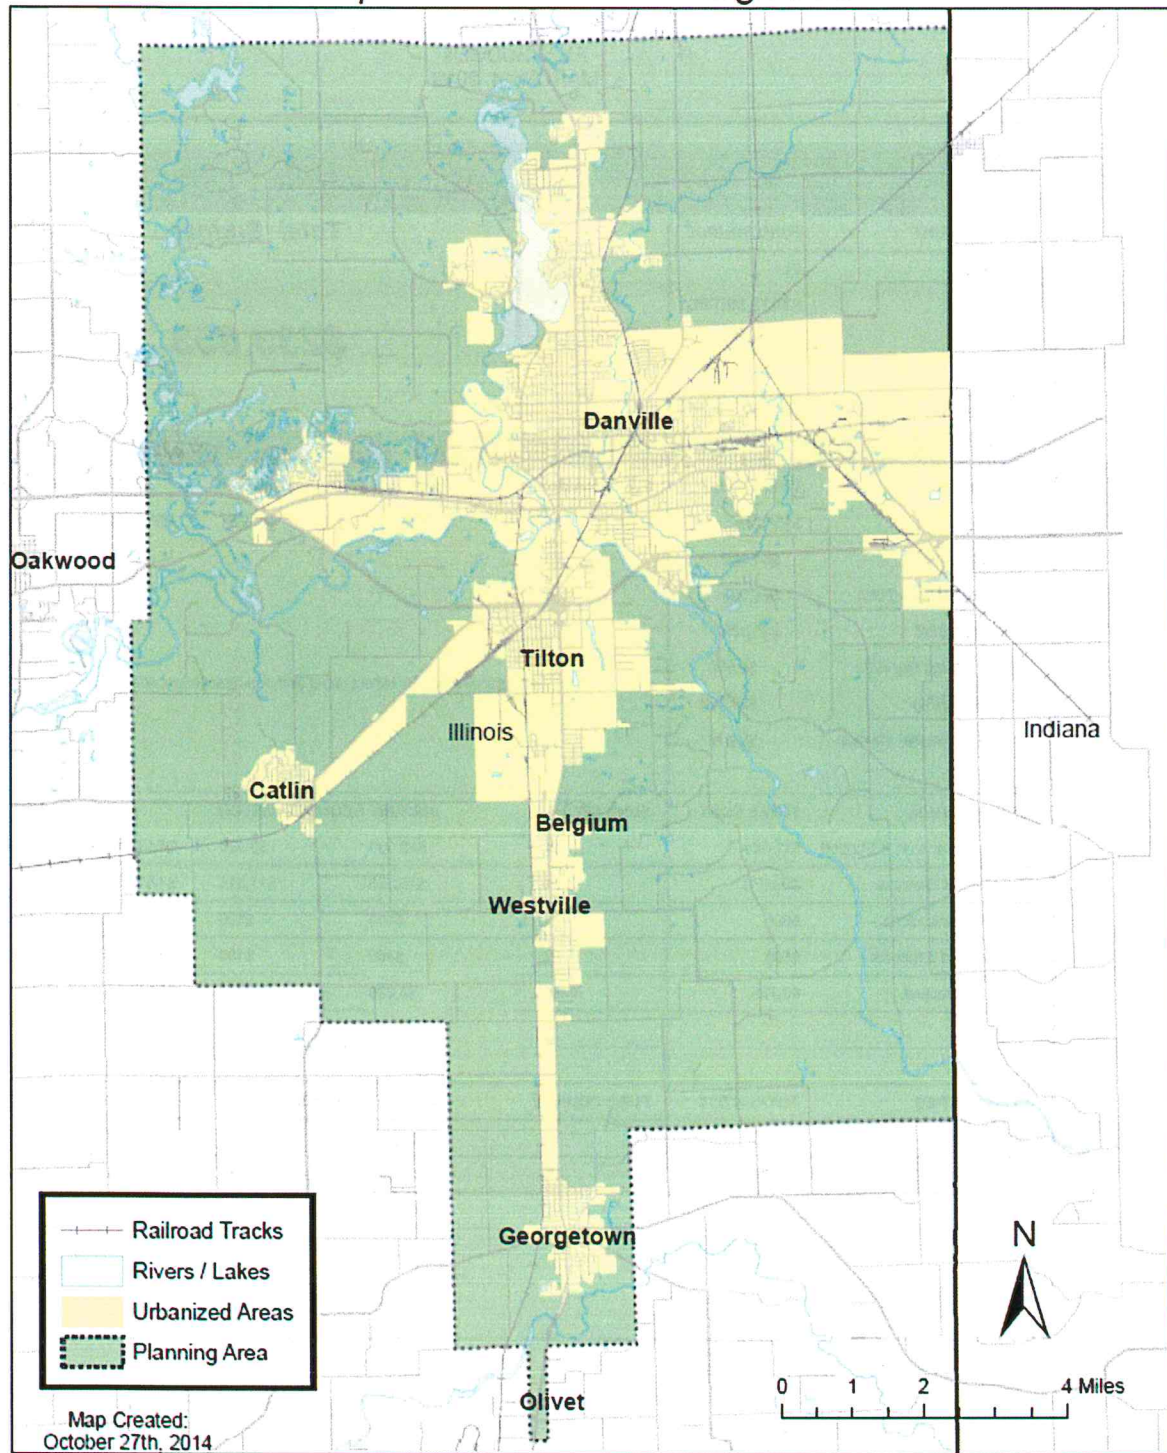 Danville
Oakwood
Tilton
Illinois
Indiana
Catlin
Belgium
Westville
Georgetown
Olivet
Railroad Tracks
Rivers / Lakes
Urbanized Areas
Planning Area
N
0 1 2 4 Miles
Map Created:
October 27th, 2014